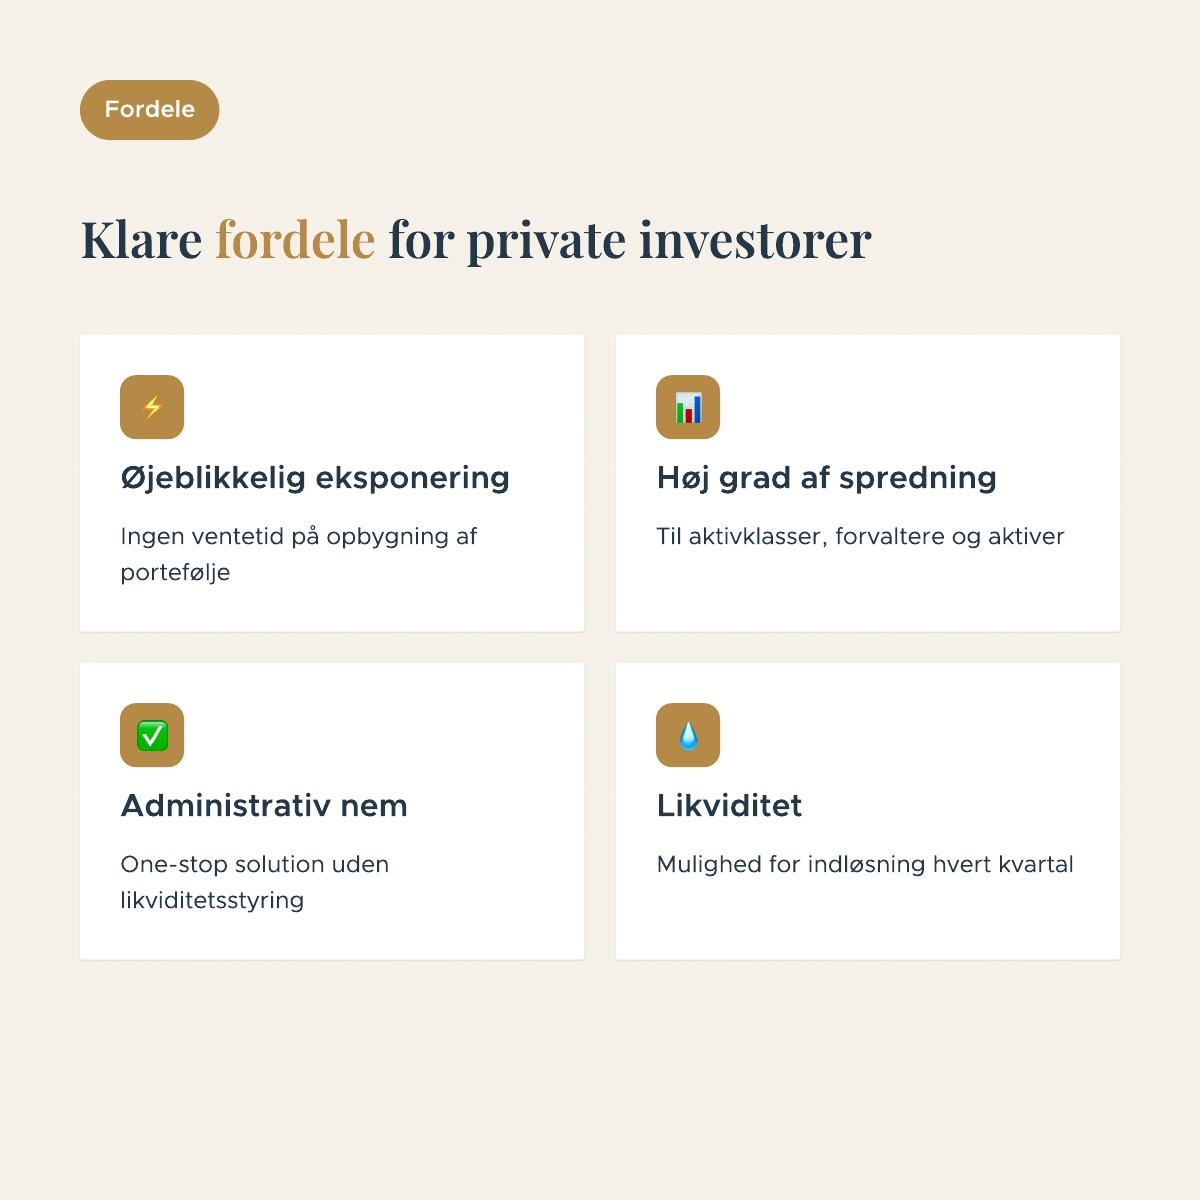 Fordele
Klare fordele for private investorer
Øjeblikkelig eksponering
Ingen ventetid på opbygning af
portefølje
Høj grad af spredning
Til aktivklasser, forvaltere og aktiver
Administrativ nem
One-stop solution uden
likviditetsstyring
Likviditet
Mulighed for indløsning hvert kvartal